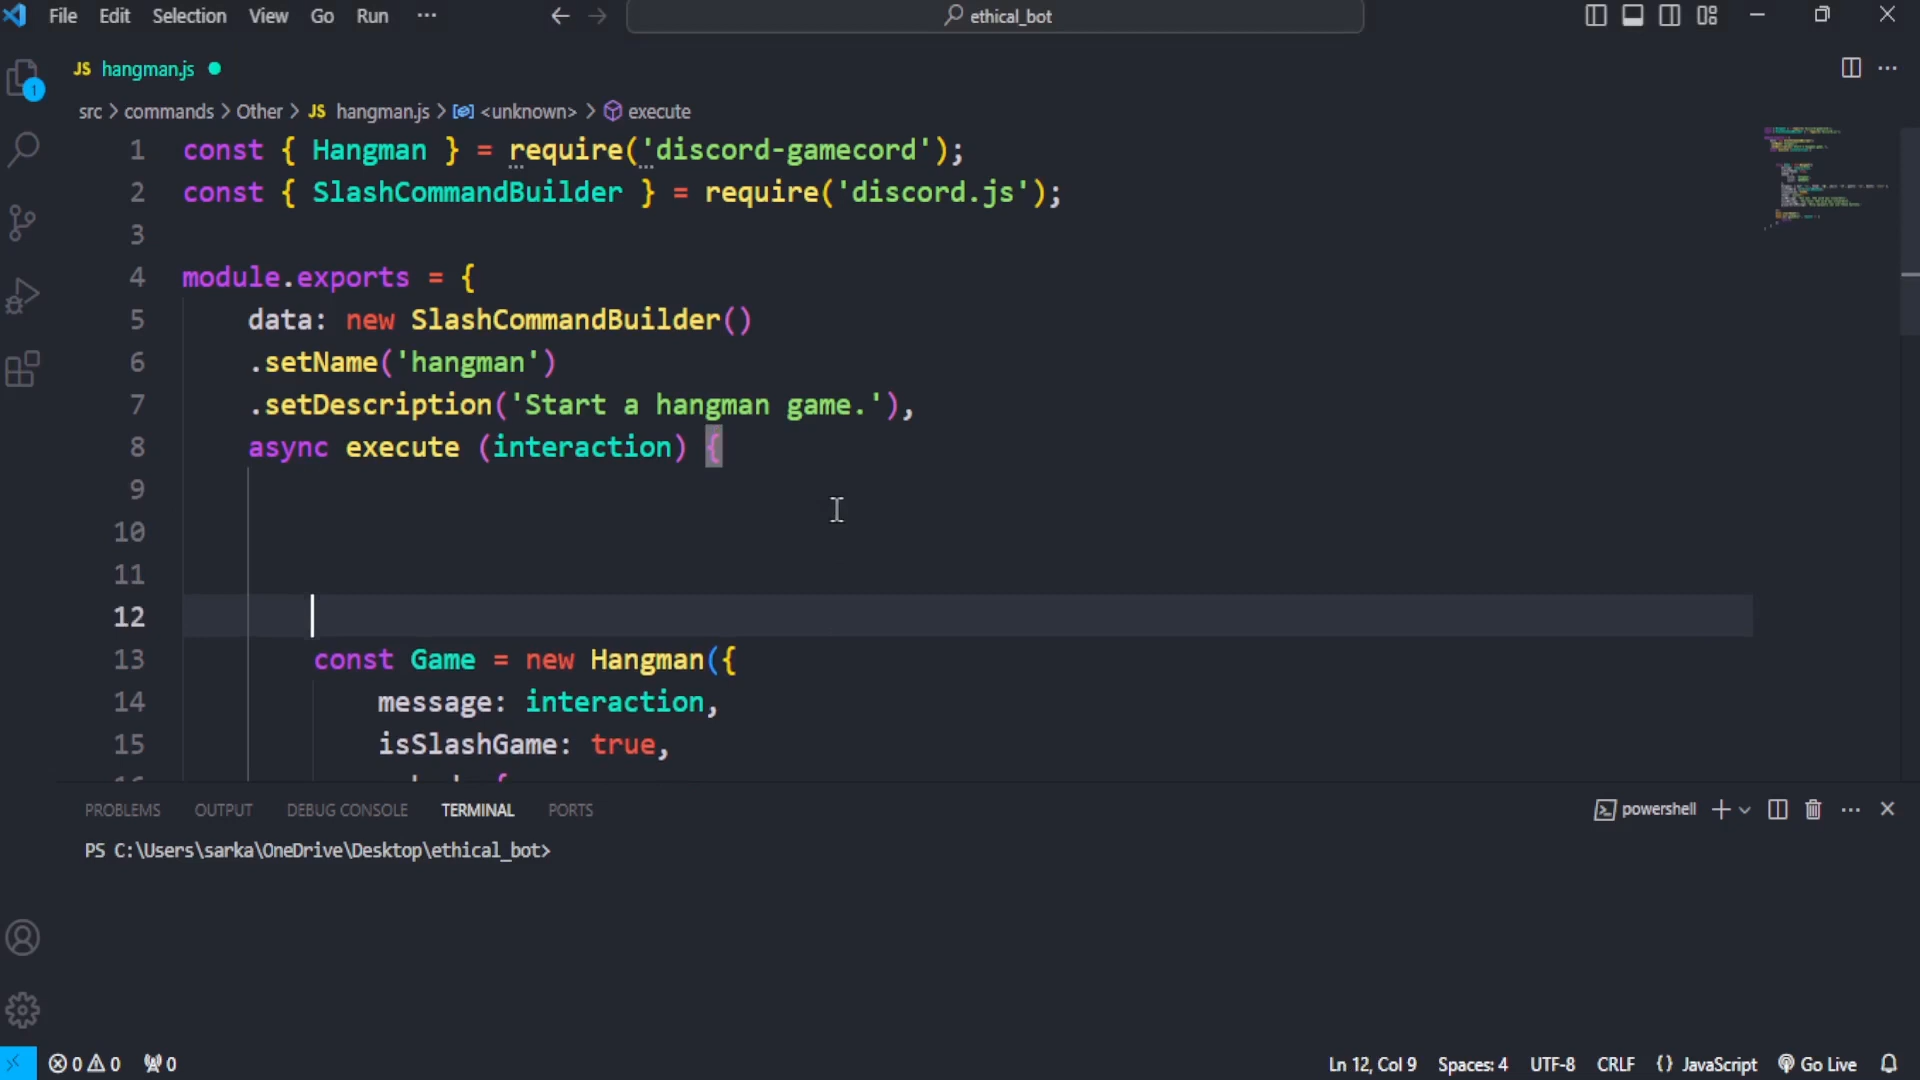 File Edit Selection View Go Run ···
ethical_bot
JS hangman.js
1
src > commands > Other > JS hangman.js > <unknown> > execute
1 const { Hangman } = require('discord-gamecord');
2 const { SlashCommandBuilder } = require('discord.js');
3
4 module.exports = {
5 data: new SlashCommandBuilder()
6 .setName('hangman')
7 .setDescription('Start a hangman game.'),
8 async execute (interaction) {
9
10
11
12
13 const Game = new Hangman({
14 message: interaction,
15 isSlashGame: true,
PROBLEMS OUTPUT DEBUG CONSOLE TERMINAL PORTS
powershell
PS C:\Users\sarka\OneDrive\Desktop\ethical_bot>
0 0 0
Ln 12, Col 9 Spaces: 4 UTF-8 CRLF {} JavaScript Go Live